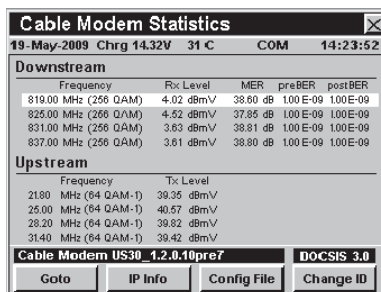 Cable Modem Statistics
19-May-2009 Chrg 14.32V 31 C COM 14:23:52
Downstream
Frequency Rx Level MER preBER postBER
819.00 MHz (256 QAM) 4.02 dBmV 38.60 dB 1.00 E-09 1.00 E-09
825.00 MHz (256 QAM) 4.52 dBmV 37.85 dB 1.00 E-09 1.00 E-09
831.00 MHz (256 QAM) 3.63 dBmV 38.81 dB 1.00 E-09 1.00 E-09
837.00 MHz (256 QAM) 3.61 dBmV 38.80 dB 1.00 E-09 1.00 E-09
Upstream
Frequency Tx Level
21.80 MHz (64 QAM-1) 39.35 dBmV
25.00 MHz (64 QAM-1) 40.57 dBmV
28.20 MHz (64 QAM-1) 39.82 dBmV
31.40 MHz (64 QAM-1) 39.42 dBmV
Cable Modem US30_1.2.0.10pre7 DOCSIS 3.0
Goto IP Info Config File Change ID